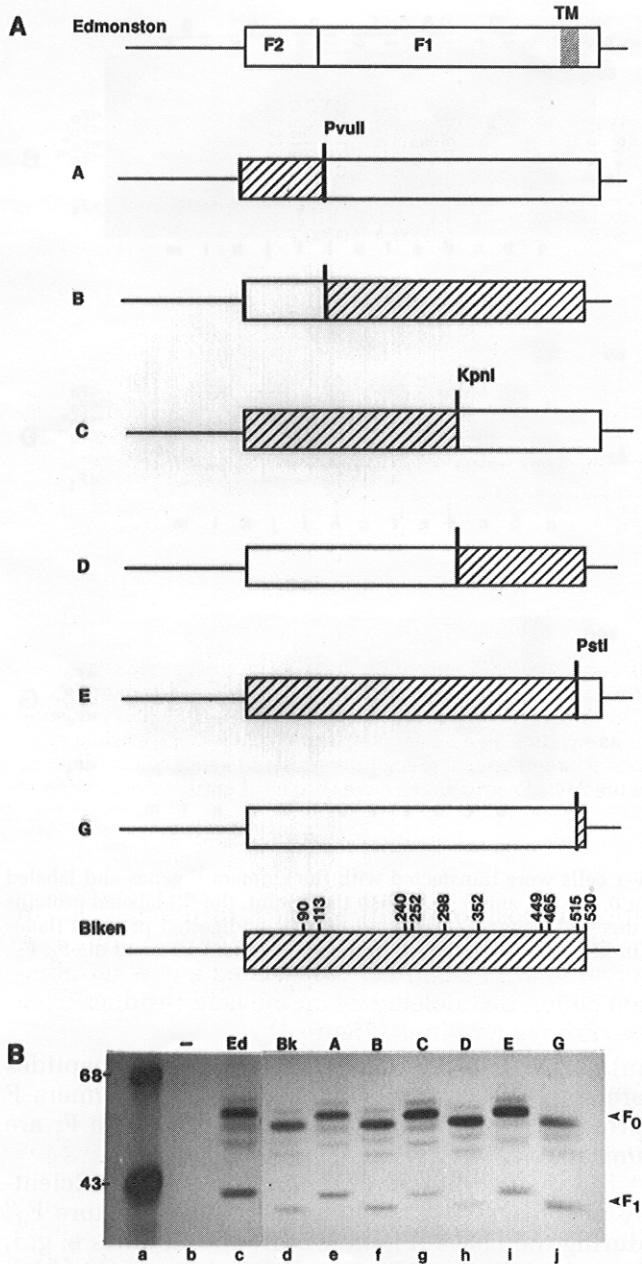 A
Edmonston
TM
F2 F1
PvuII
A
B
KpnI
C
D
PstI
E
G
90 113 240 252 298 352 449 465 515 530
Biken
B
– Ed Bk A B C D E G
68-
F0
43-
F1
a b c d e f g h i j